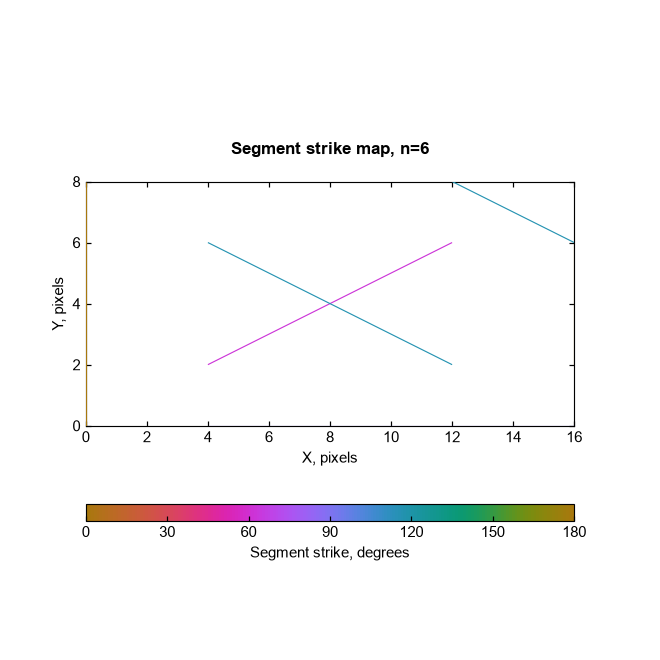 Segment strike map, n=6
8
6
4
2
0
Y, pixels
0 2 4 6 8 10 12 14 16
X, pixels
0 30 60 90 120 150 180
Segment strike, degrees